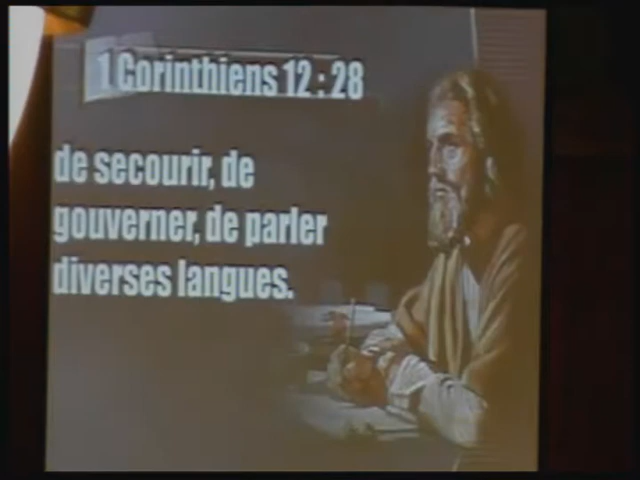 1 Corinthiens 12 : 28
de secourir, de
gouverner, de parler
diverses langues.